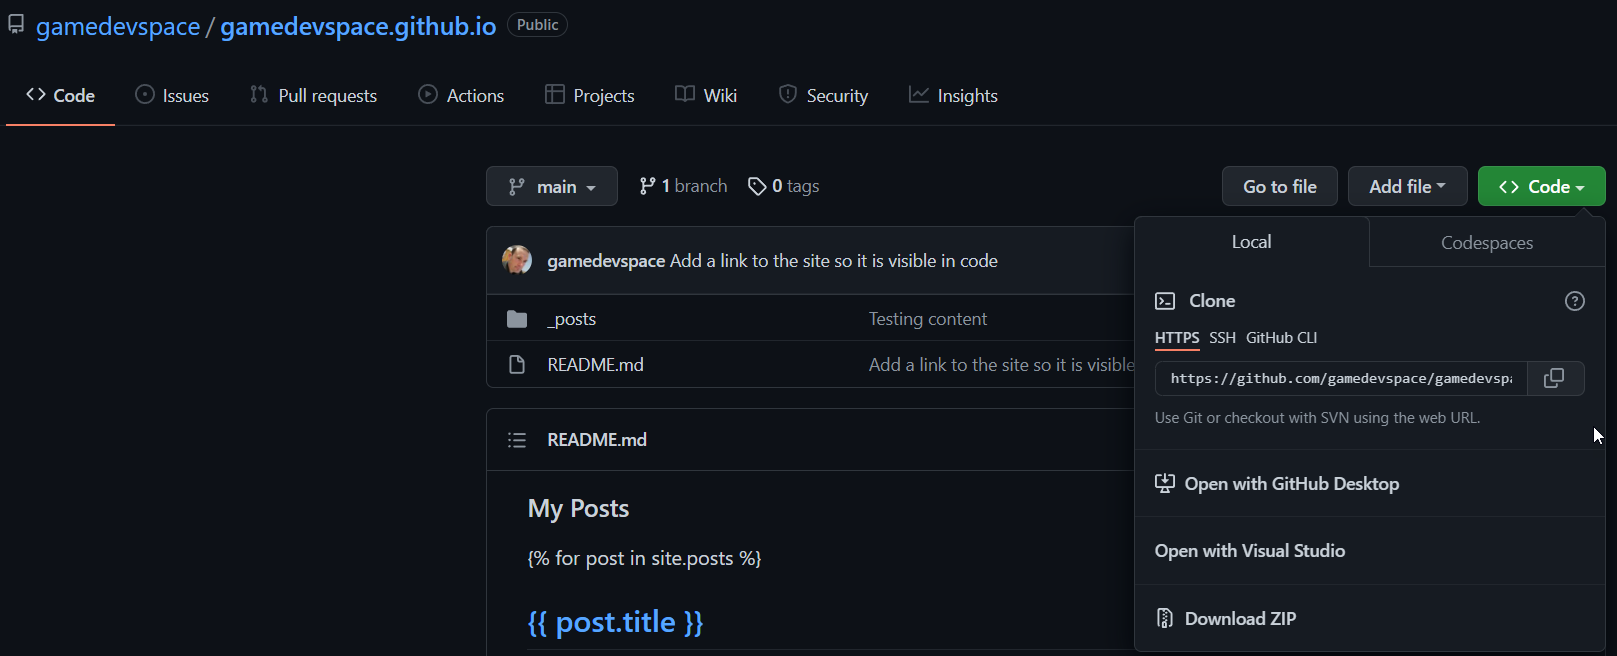 gamedevspace / gamedevspace.github.io Public
Code Issues Pull requests Actions Projects Wiki Security Insights
main 1 branch 0 tags Go to file Add file Code
Local Codespaces
gamedevspace Add a link to the site so it is visible in code
Clone
_posts Testing content
HTTPS SSH GitHub CLI
README.md Add a link to the site so it is visible
https://github.com/gamedevspace/gamedevspa
Use Git or checkout with SVN using the web URL.
README.md
Open with GitHub Desktop
My Posts
{% for post in site.posts %}
Open with Visual Studio
{{ post.title }}
Download ZIP